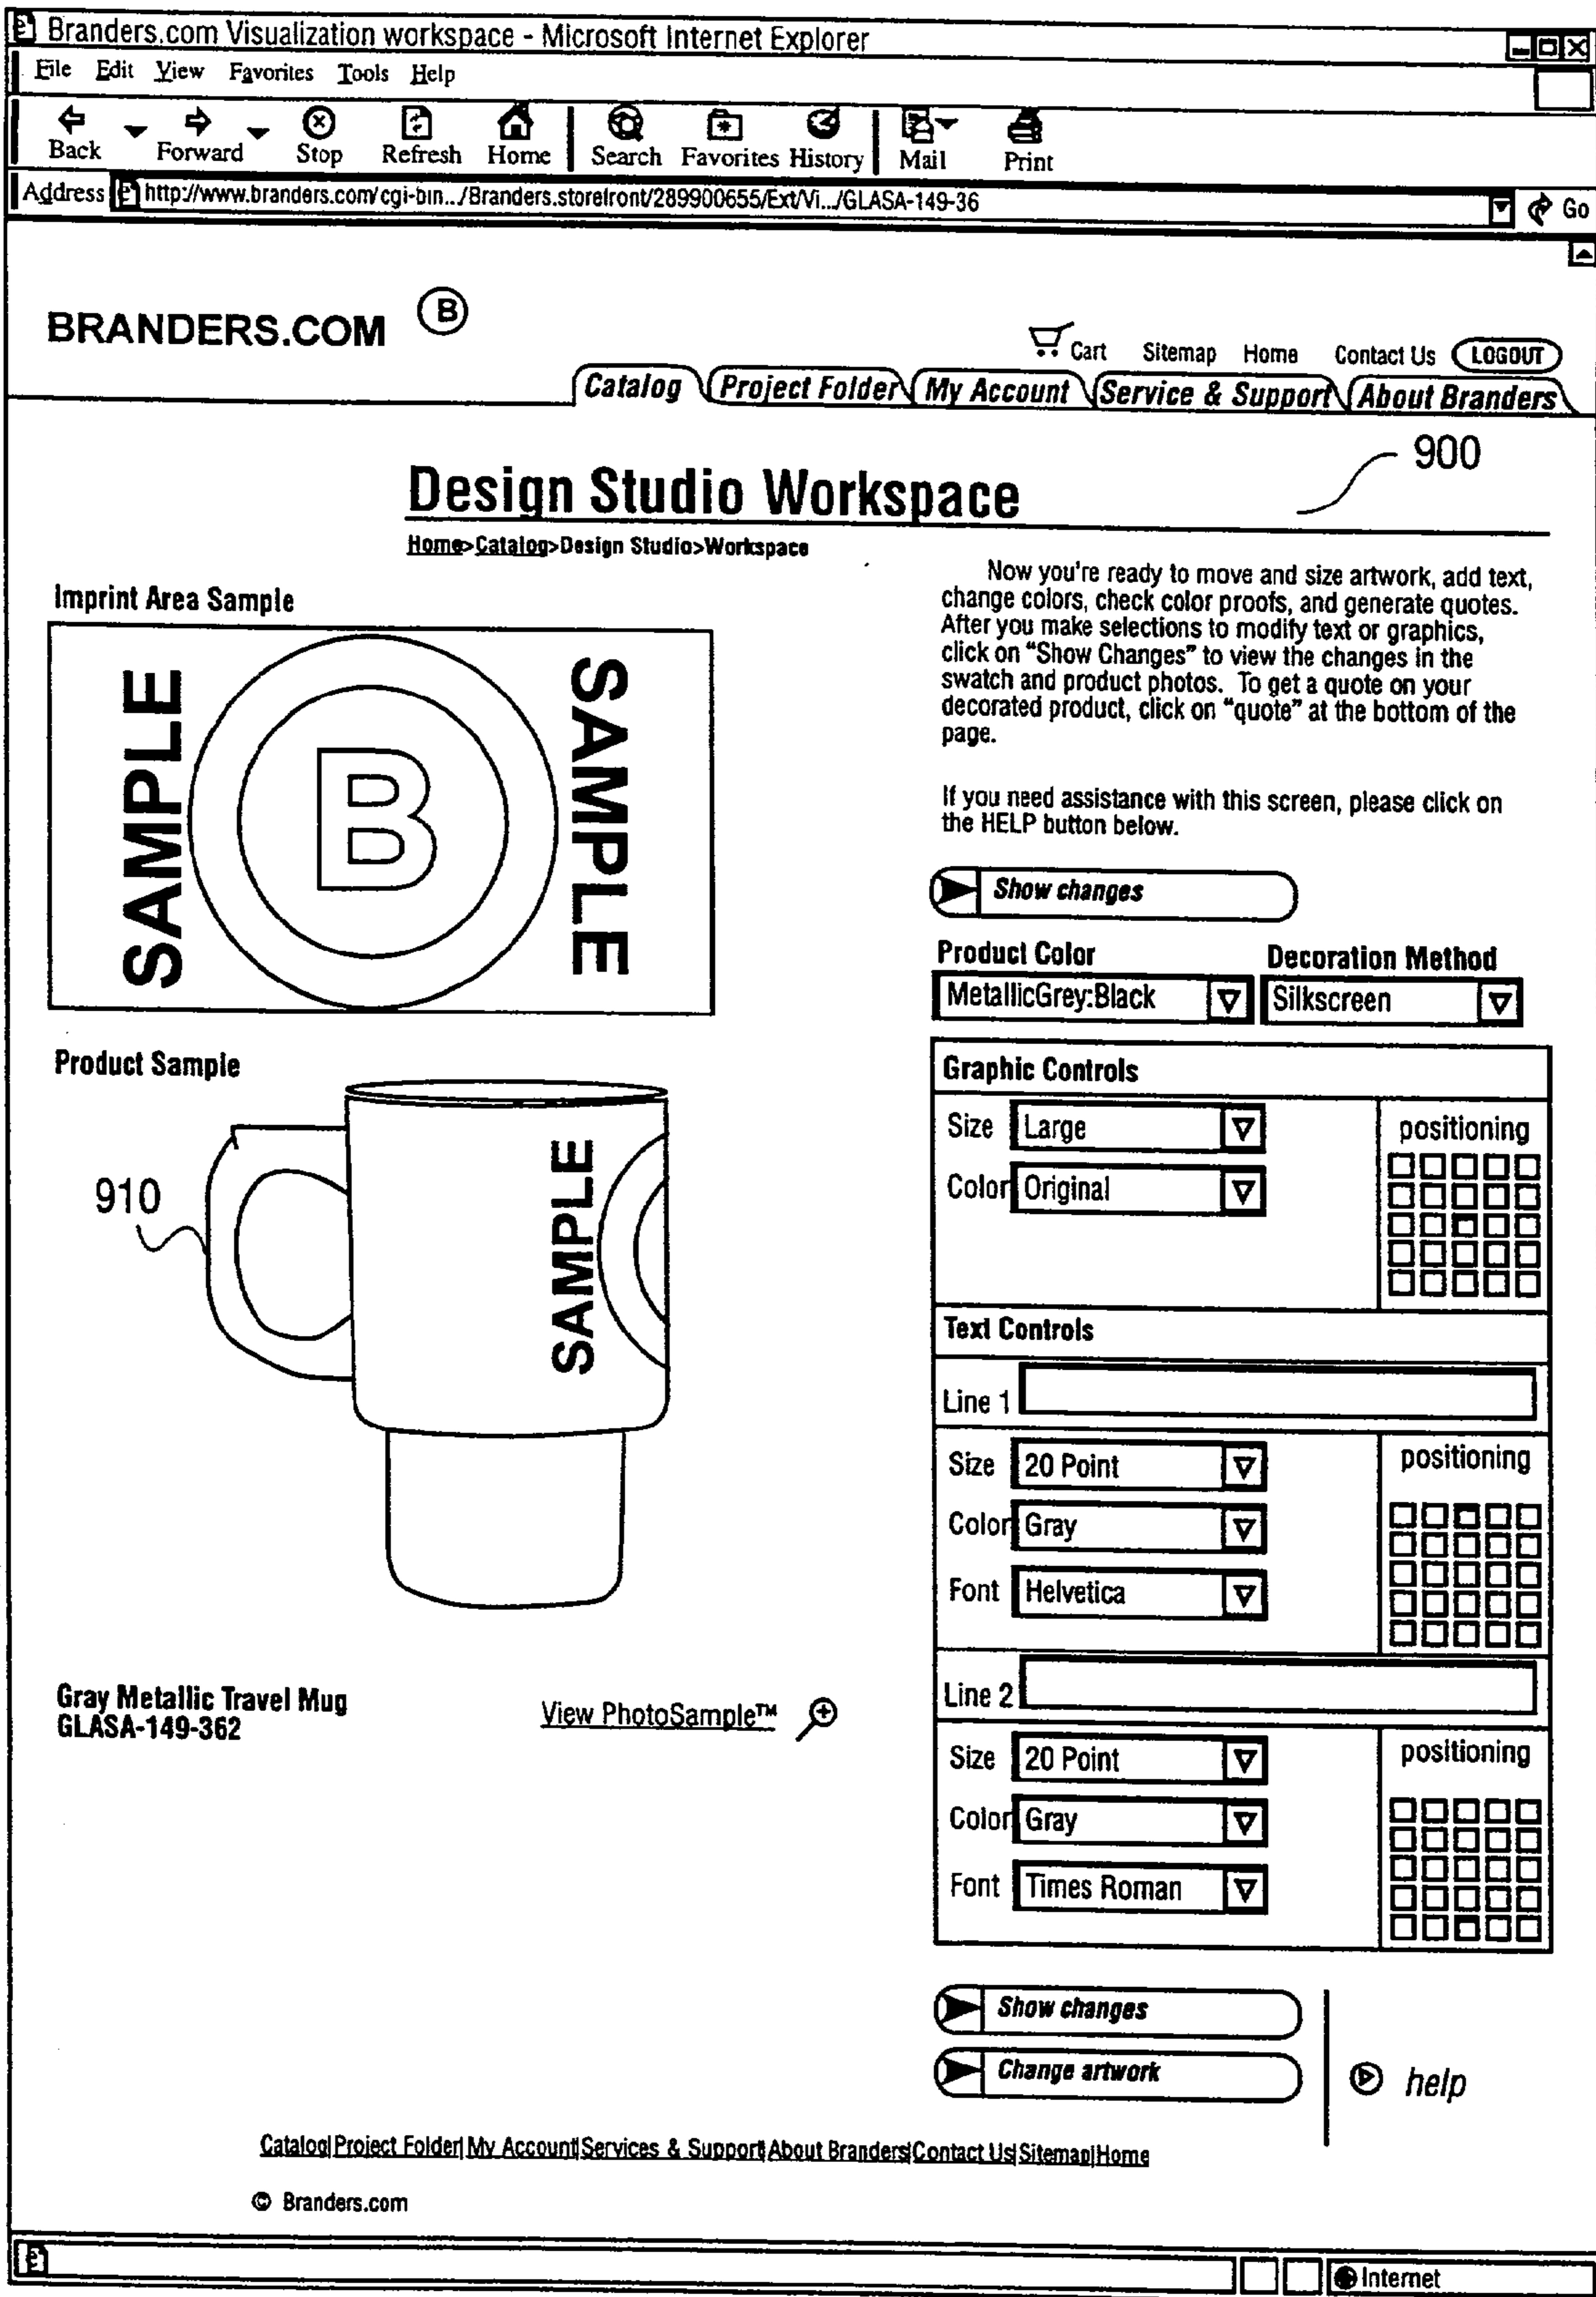 Branders.com Visualization workspace - Microsoft Internet Explorer
File Edit View Favorites Tools Help
Back Forward Stop Refresh Home Search Favorites History Mail Print
Address http://www.branders.com/cgi-bin.../Branders.storefront/289900655/Ext/Vi.../GLASA-149-36 Go
BRANDERS.COM B
Cart Sitemap Home Contact Us LOGOUT
Catalog Project Folder My Account Service & Support About Branders
900
Design Studio Workspace
Home>Catalog>Design Studio>Workspace
Imprint Area Sample
SAMPLE B SAMPLE
Product Sample
SAMPLE
910
Gray Metallic Travel Mug
GLASA-149-362
View PhotoSample™
Now you're ready to move and size artwork, add text,
change colors, check color proofs, and generate quotes.
After you make selections to modify text or graphics,
click on "Show Changes" to view the changes in the
swatch and product photos. To get a quote on your
decorated product, click on "quote" at the bottom of the
page.
If you need assistance with this screen, please click on
the HELP button below.
Show changes
Product Color Decoration Method
MetallicGrey:Black Silkscreen
Graphic Controls
Size Large positioning
Color Original
Text Controls
Line 1
Size 20 Point positioning
Color Gray
Font Helvetica
Line 2
Size 20 Point positioning
Color Gray
Font Times Roman
Show changes
Change artwork
help
Catalog|Project Folder|My Account|Services & Support|About Branders|Contact Us|Sitemap|Home
© Branders.com
Internet